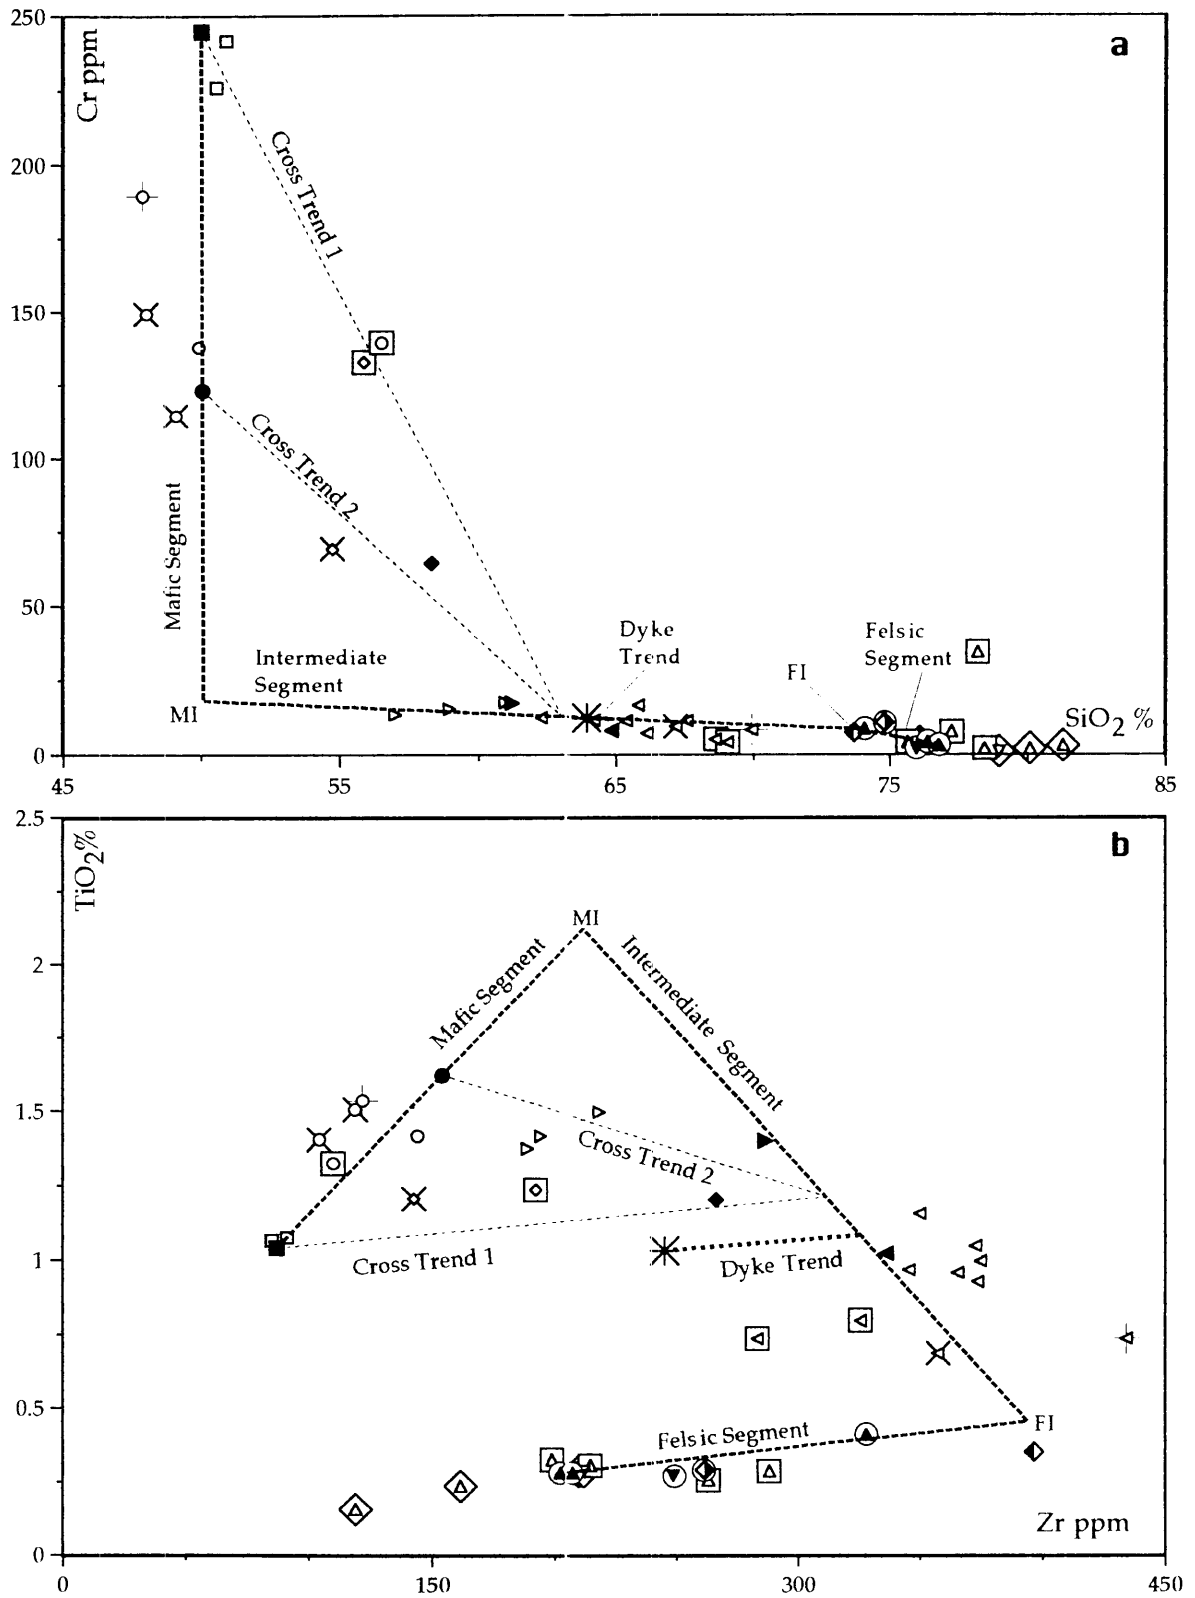 250
200
150
100
50
0
Cr ppm
a
Cross Trend 1
Cross Trend 2
Mafic Segment
Intermediate
Segment
MI
Dyke
Trend
FI
Felsic
Segment
SiO2 %
45
55
65
75
85
2.5
2
1.5
1
0.5
0
TiO2%
b
MI
Mafic Segment
Intermediate Segment
Cross Trend 2
Cross Trend 1
Dyke Trend
Felsic Segment
FI
Zr ppm
0
150
300
450